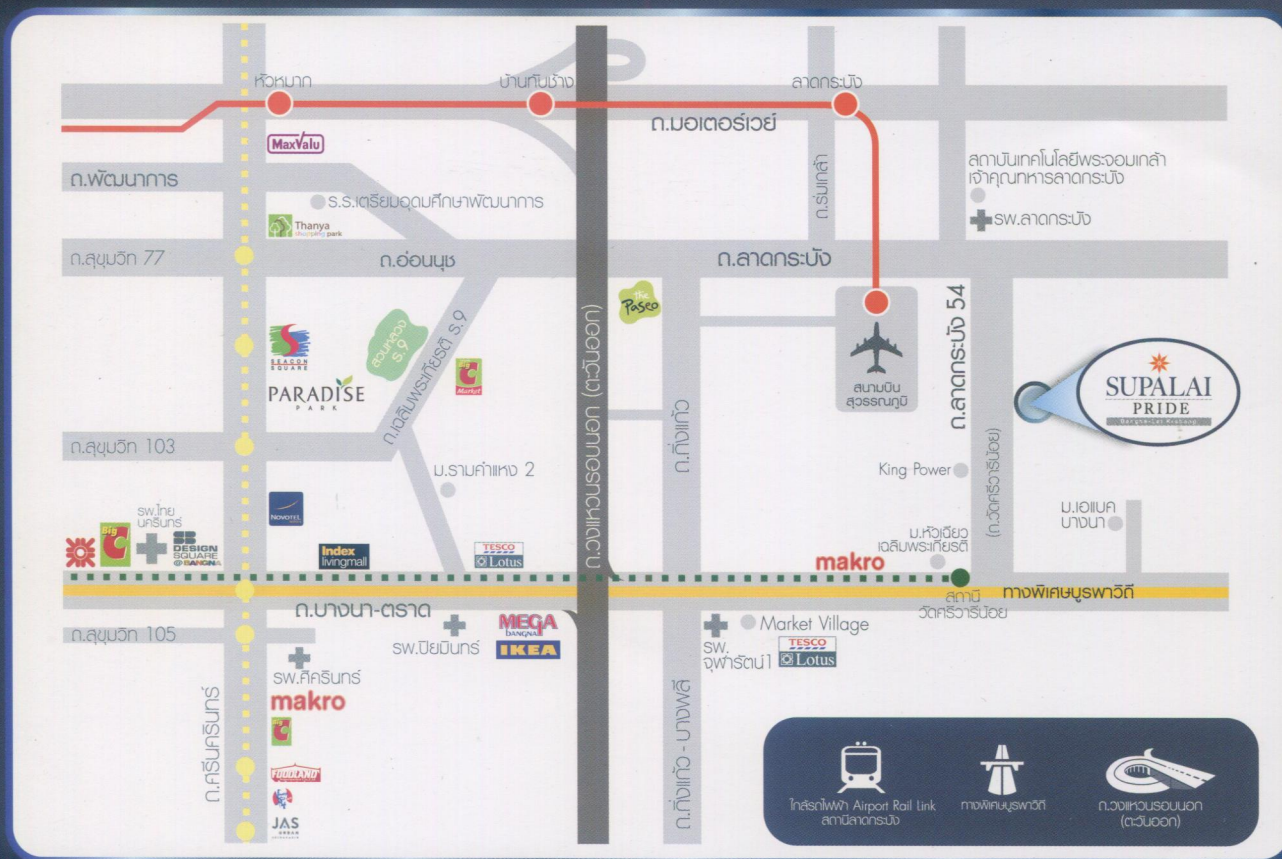 หัวหมาก
บ้านทับช้าง
ลาดกระบัง
ถ.มอเตอร์เวย์
MaxValu
ถ.พัฒนาการ
ร.ร.เตรียมอุดมศึกษาพัฒนาการ
ถ.ร่มเกล้า
สถาบันเทคโนโลยีพระจอมเกล้า
เจ้าคุณทหารลาดกระบัง
รพ.ลาดกระบัง
Thanya
shopping park
ถ.สุขุมวิท 77
ถ.อ่อนนุช
ถ.ลาดกระบัง
the
Paseo
ถ.วงแหวนรอบนอก (ตะวันออก)
สวนหลวง
ร.9
ถ.เฉลิมพระเกียรติ ร.9
SEACON
SQUARE
PARADISE
PARK
Big
C
Market
สนามบิน
สุวรรณภูมิ
ถ.ลาดกระบัง 54
(ถ.วัดศรีวารีน้อย)
SUPALAI
PRIDE
ถ.สุขุมวิท 103
ถ.กิ่งแก้ว
ม.รามคำแหง 2
King Power
ม.เอแบค
บางนา
NOVOTEL
รพ.ไทย
นครินทร์
Big
C
DESIGN
SQUARE
@BANGNA
Index
livingmall
TESCO
Lotus
makro
ม.หัวเฉียว
เฉลิมพระเกียรติ
สถานี
วัดศรีวารีน้อย
ทางพิเศษบูรพาวิถี
ถ.บางนา-ตราด
ถ.สุขุมวิท 105
รพ.ปิยมินทร์
MEGA
BANGNA
IKEA
รพ.
จุฬารัตน์1
Market Village
TESCO
Lotus
รพ.ศิครินทร์
makro
Big
C
FOODLAND
JAS
URBAN
ถ.ศรีนครินทร์
ถ.กิ่งแก้ว - บางพลี
ใกล้รถไฟฟ้า Airport Rail Link
สถานีลาดกระบัง
ทางพิเศษบูรพาวิถี
ถ.วงแหวนรอบนอก
(ตะวันออก)